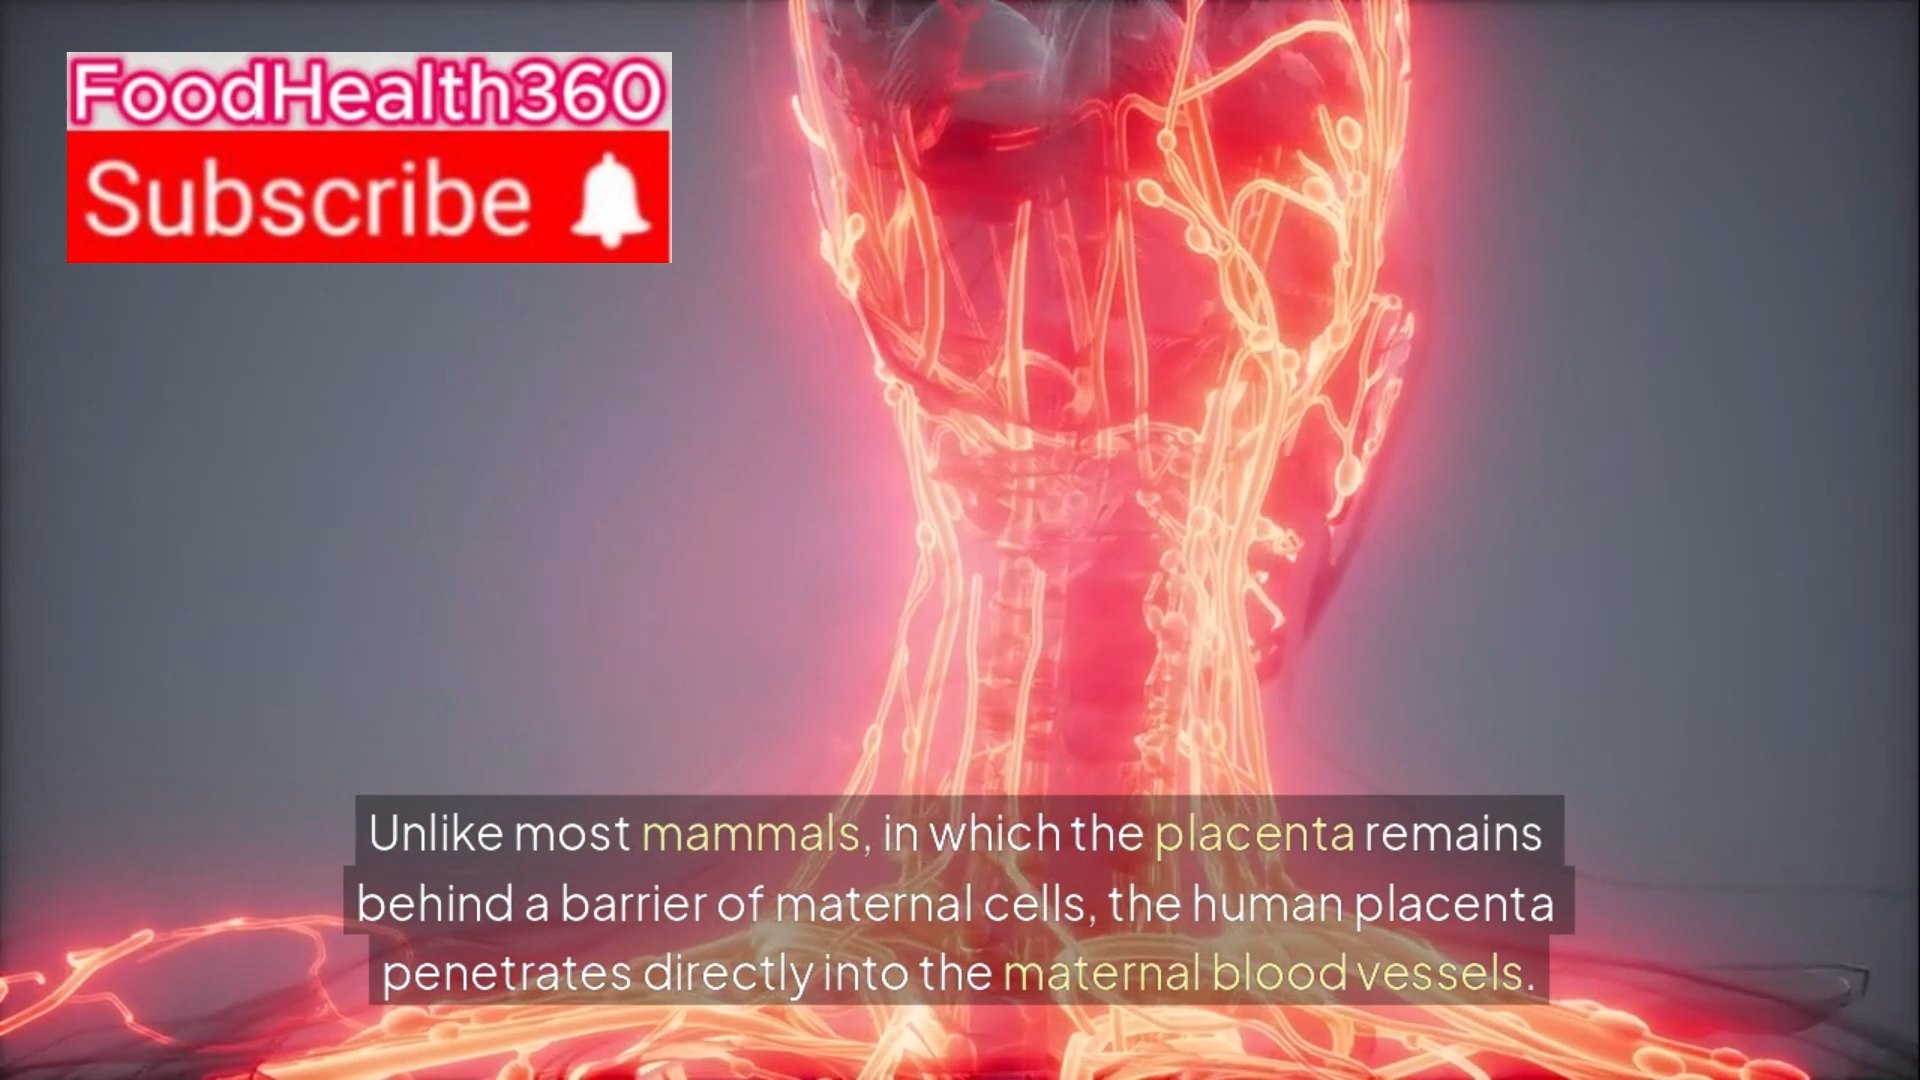 FoodHealth360
Subscribe
Unlike most mammals, in which the placenta remains
behind a barrier of maternal cells, the human placenta
penetrates directly into the maternal blood vessels.